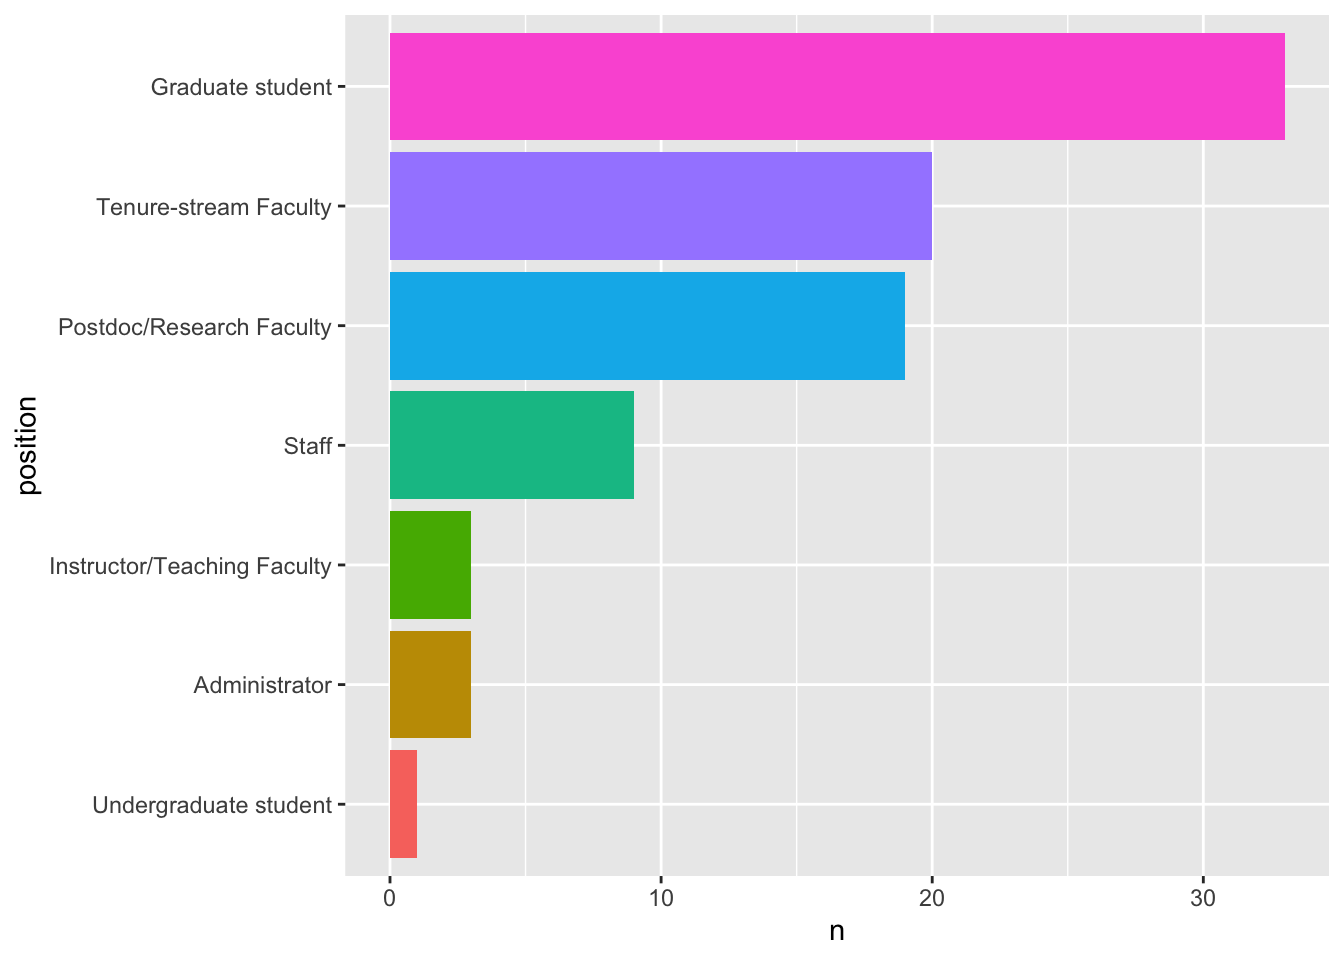 Graduate student
Tenure-stream Faculty
Postdoc/Research Faculty
Staff
Instructor/Teaching Faculty
Administrator
Undergraduate student
position
0 10 20 30
n